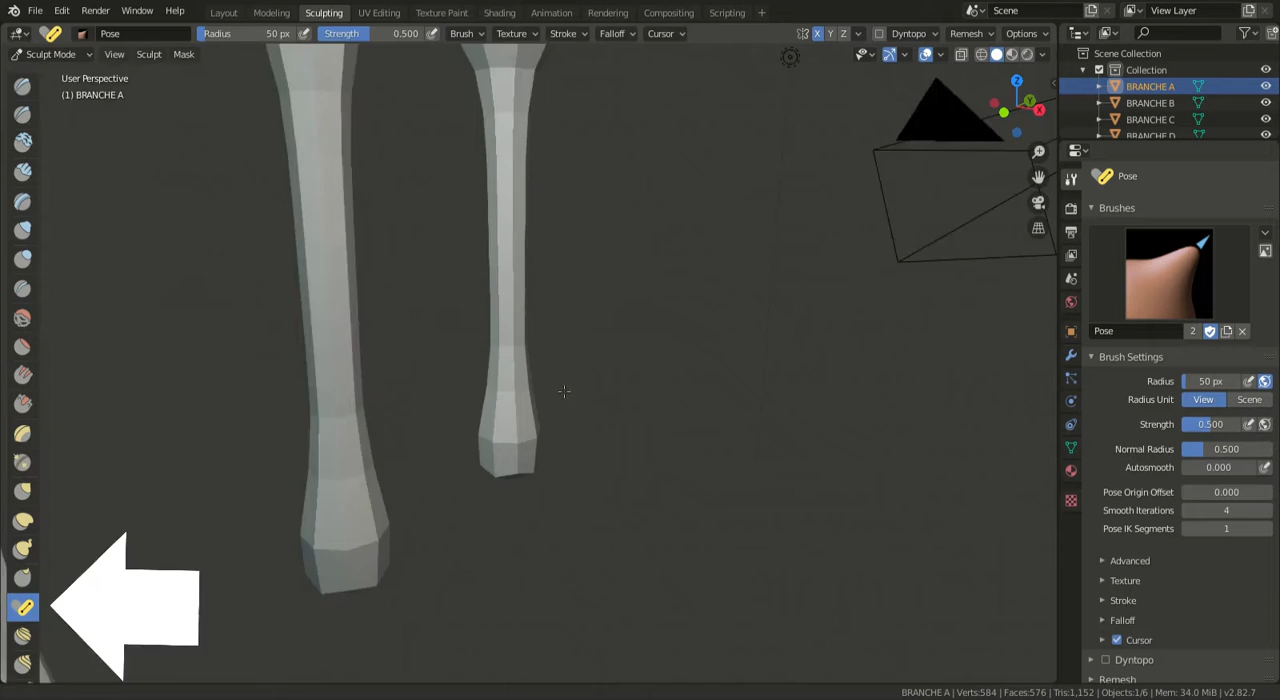 File Edit Render Window Help Layout Modeling Sculpting UV Editing Texture Paint Shading Animation Rendering Compositing Scripting + Scene View Layer
Pose Radius 50 px Strength 0.500 Brush Texture Stroke Falloff Cursor X Y Z Dyntopo Remesh Options
Sculpt Mode View Sculpt Mask
Scene Collection
Collection
BRANCHE A
BRANCHE B
BRANCHE C
BRANCHE D
User Perspective
(1) BRANCHE A
Z
Y
X
Pose
Brushes
Pose 2
Brush Settings
Radius 50 px
Radius Unit View Scene
Strength 0.500
Normal Radius 0.500
Autosmooth 0.000
Pose Origin Offset 0.000
Smooth Iterations 4
Pose IK Segments 1
Advanced
Texture
Stroke
Falloff
Cursor
Dyntopo
Remesh
BRANCHE A | Verts:584 | Faces:576 | Tris:1,152 | Objects:1/6 | Mem: 34.0 MiB | v2.82.7